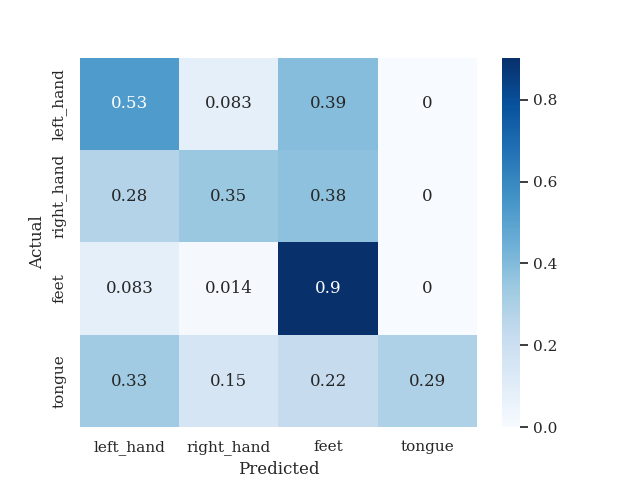 left_hand 0.53 0.083 0.39 0
right_hand 0.28 0.35 0.38 0
feet 0.083 0.014 0.9 0
tongue 0.33 0.15 0.22 0.29
left_hand right_hand feet tongue
Predicted
Actual
0.8
0.6
0.4
0.2
0.0